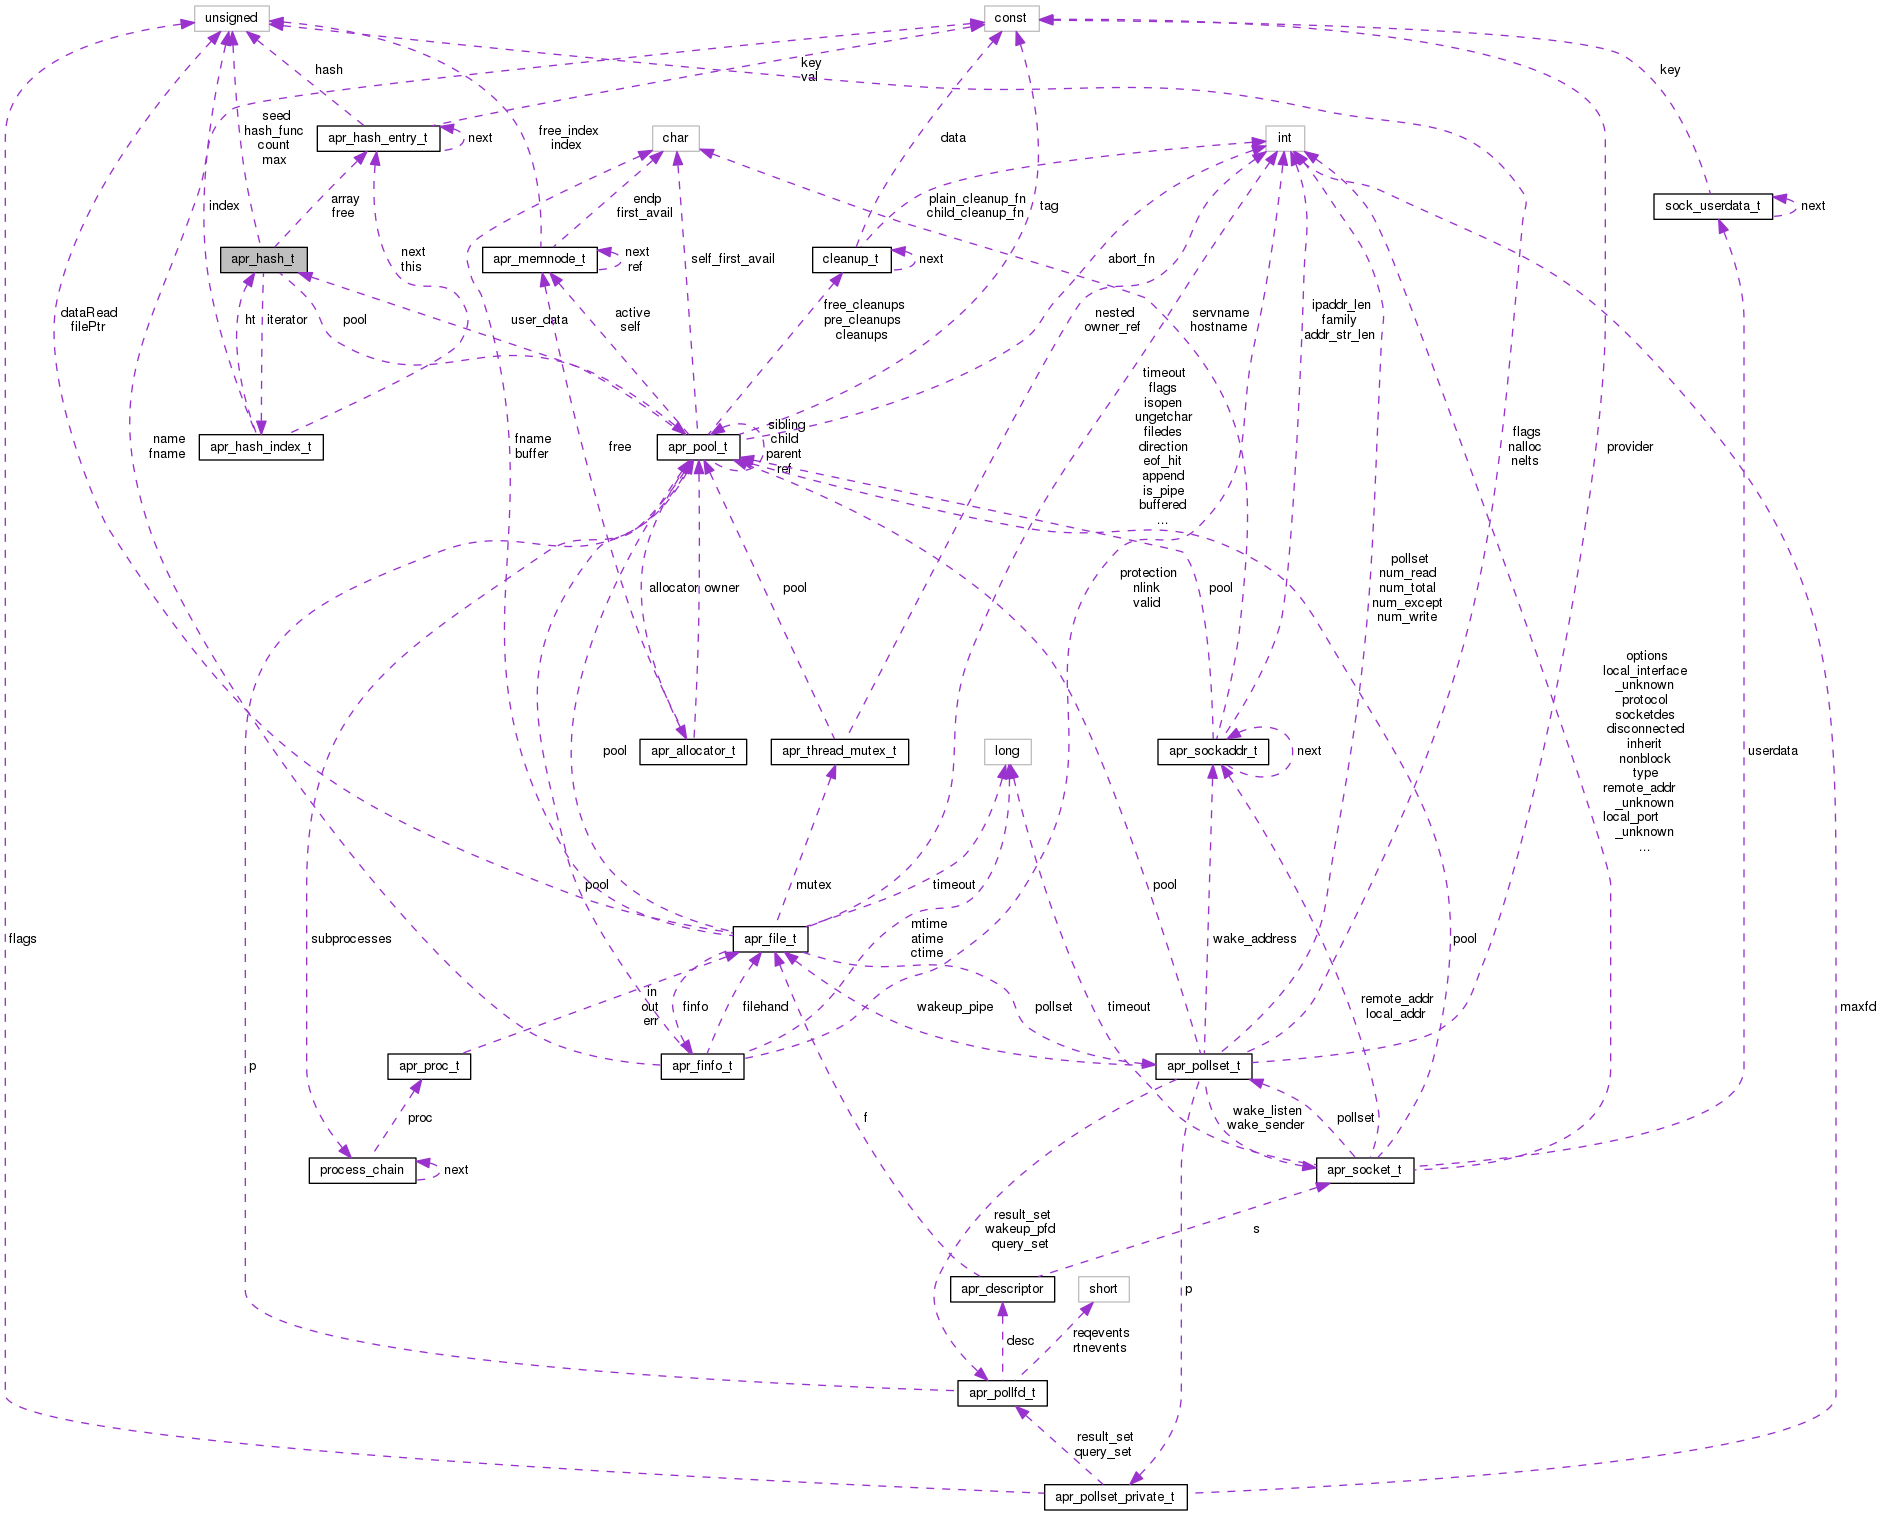 unsigned
const
hash
key
val
key
seed
hash_func
count
max
apr_hash_entry_t
next
free_index
index
char
data
int
array
free
index
endp
first_avail
plain_cleanup_fn
child_cleanup_fn
tag
sock_userdata_t
next
apr_hash_t
next
this
apr_memnode_t
next
ref
self_first_avail
cleanup_t
next
abort_fn
dataRead
filePtr
ht
iterator
pool
user_data
active
self
free_cleanups
pre_cleanups
cleanups
nested
owner_ref
servname
hostname
ipaddr_len
family
addr_str_len
name
fname
apr_hash_index_t
fname
buffer
free
apr_pool_t
sibling
child
parent
ref
timeout
flags
isopen
ungetchar
filedes
direction
eof_hit
append
is_pipe
buffered
...
flags
nalloc
nelts
provider
allocator
owner
pool
protection
nlink
valid
pool
pollset
num_read
num_total
num_except
num_write
options
local_interface
_unknown
protocol
socketdes
disconnected
inherit
nonblock
type
remote_addr
_unknown
local_port
_unknown
...
pool
apr_allocator_t
apr_thread_mutex_t
long
apr_sockaddr_t
next
userdata
pool
mutex
timeout
pool
flags
subprocesses
apr_file_t
mtime
atime
ctime
wake_address
pool
in
out
err
finfo
filehand
wakeup_pipe
pollset
timeout
remote_addr
local_addr
maxfd
p
apr_proc_t
apr_finfo_t
apr_pollset_t
proc
f
wake_listen
wake_sender
pollset
process_chain
next
apr_socket_t
result_set
wakeup_pfd
query_set
s
apr_descriptor
short
p
desc
reqevents
rtnevents
apr_pollfd_t
result_set
query_set
apr_pollset_private_t